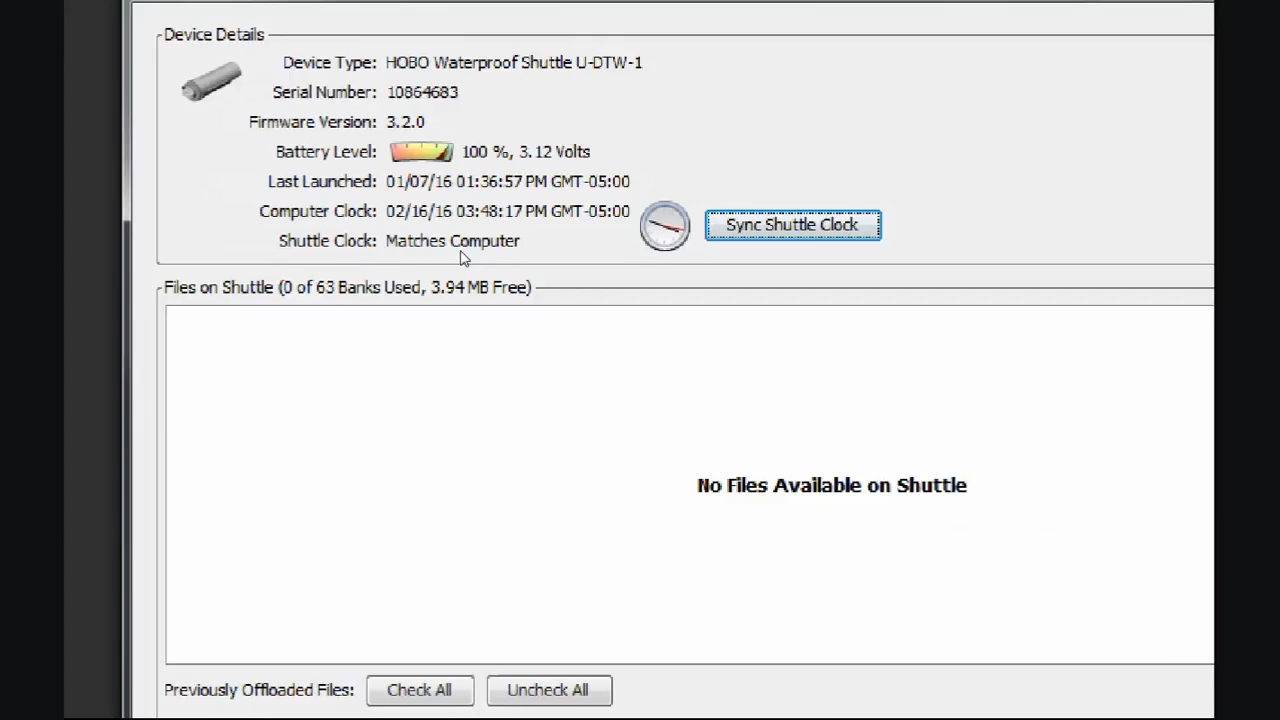 Device Details
Device Type: HOBO Waterproof Shuttle U-DTW-1
Serial Number: 10864683
Firmware Version: 3.2.0
Battery Level: 100 %, 3.12 Volts
Last Launched: 01/07/16 01:36:57 PM GMT-05:00
Computer Clock: 02/16/16 03:48:17 PM GMT-05:00
Sync Shuttle Clock
Shuttle Clock: Matches Computer
Files on Shuttle (0 of 63 Banks Used, 3.94 MB Free)
No Files Available on Shuttle
Previously Offloaded Files: Check All Uncheck All